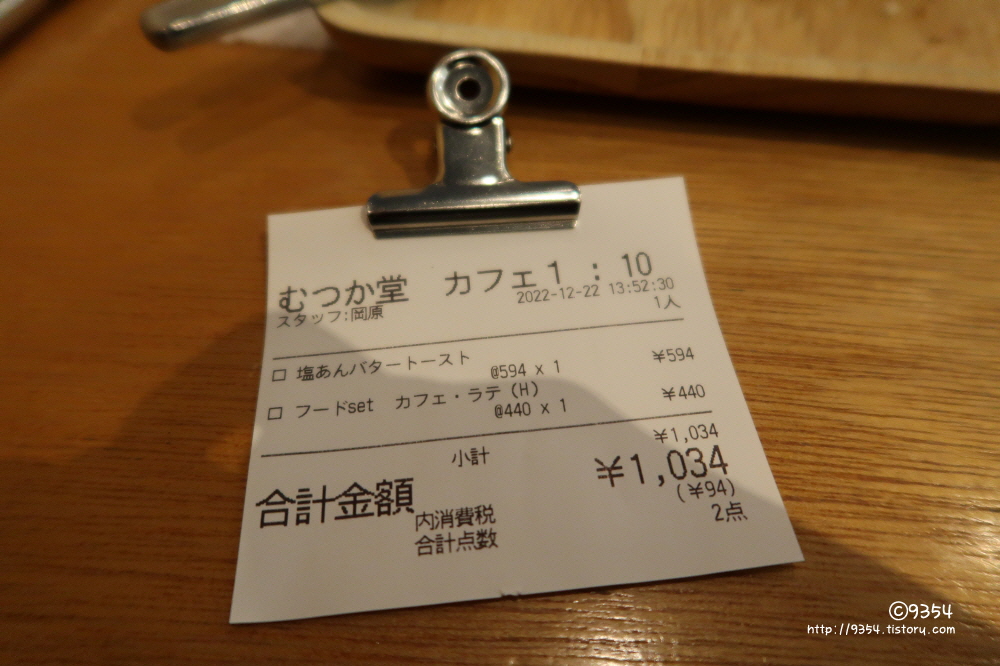 むつか堂　カフェ1 : 10
2022-12-22 13:52:30
スタッフ:岡原
1人
□ 塩あんバタートースト
@594 x 1 ¥594
□ フードset カフェ・ラテ(H)
@440 x 1 ¥440
小計 ¥1,034
合計金額 ¥1,034
内消費税 (¥94)
合計点数 2点
©9354
http://9354.tistory.com/